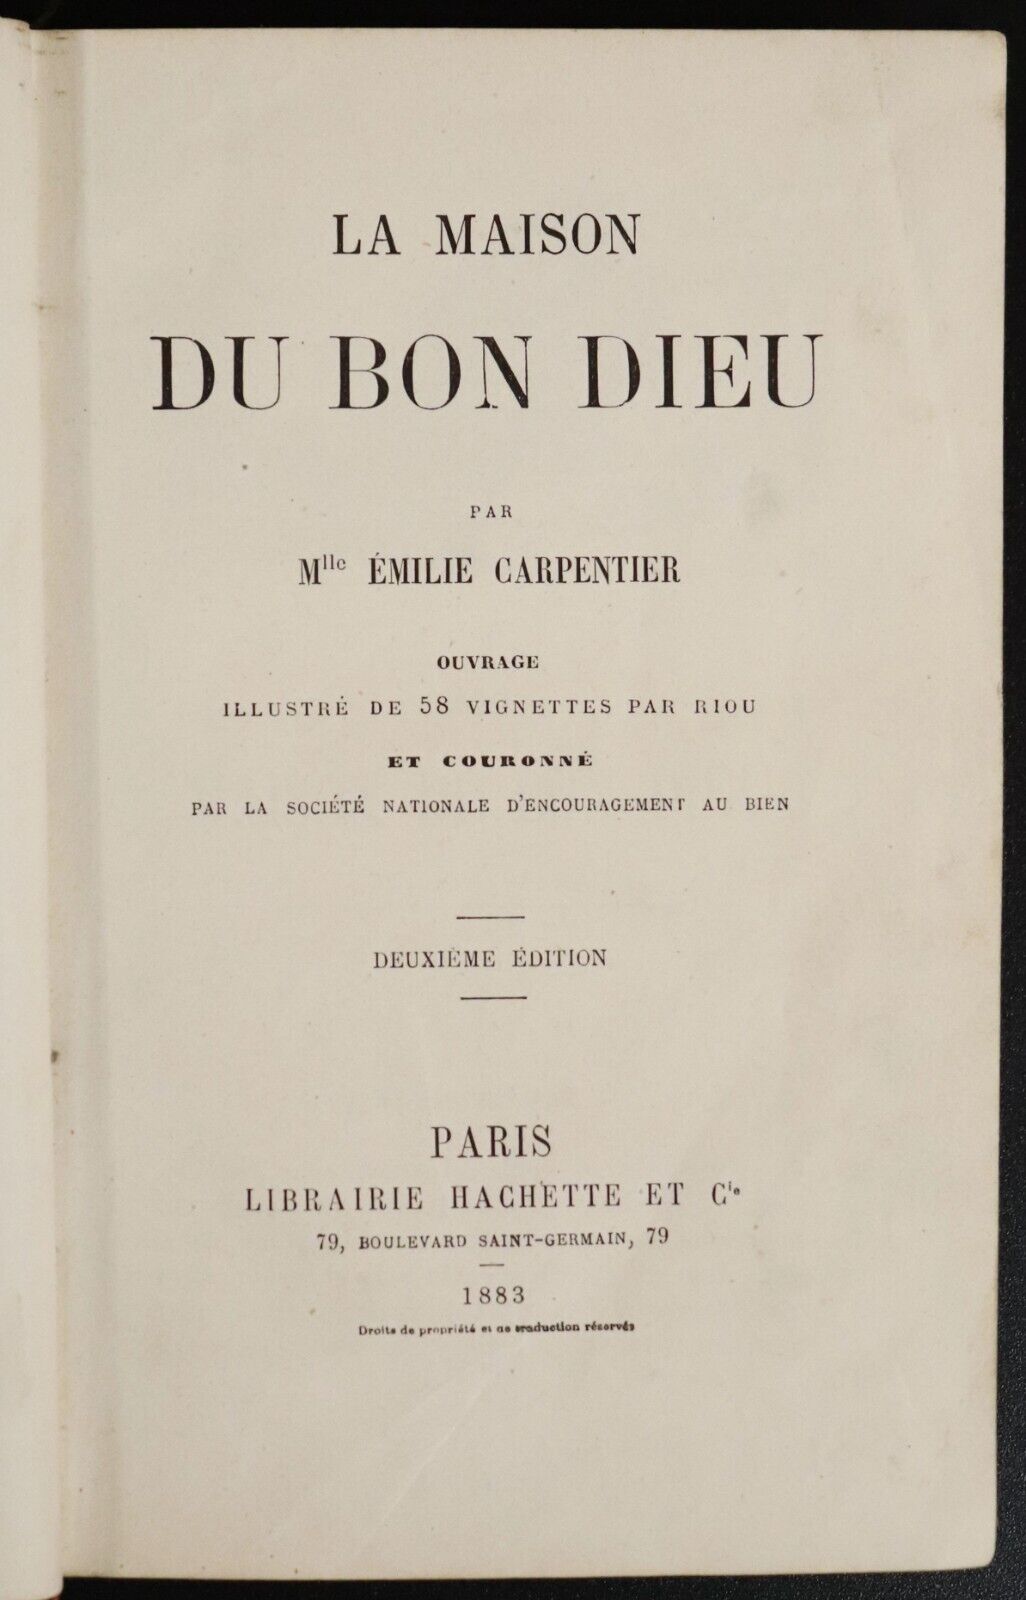 LA MAISON
DU BON DIEU
PAR
Mlle ÉMILIE CARPENTIER
OUVRAGE
ILLUSTRÉ DE 58 VIGNETTES PAR RIOU
ET COURONNÉ
PAR LA SOCIÉTÉ NATIONALE D'ENCOURAGEMENT AU BIEN
DEUXIÈME ÉDITION
PARIS
LIBRAIRIE HACHETTE ET Cie
79, BOULEVARD SAINT-GERMAIN, 79
1883
Droits de propriété et de traduction réservés